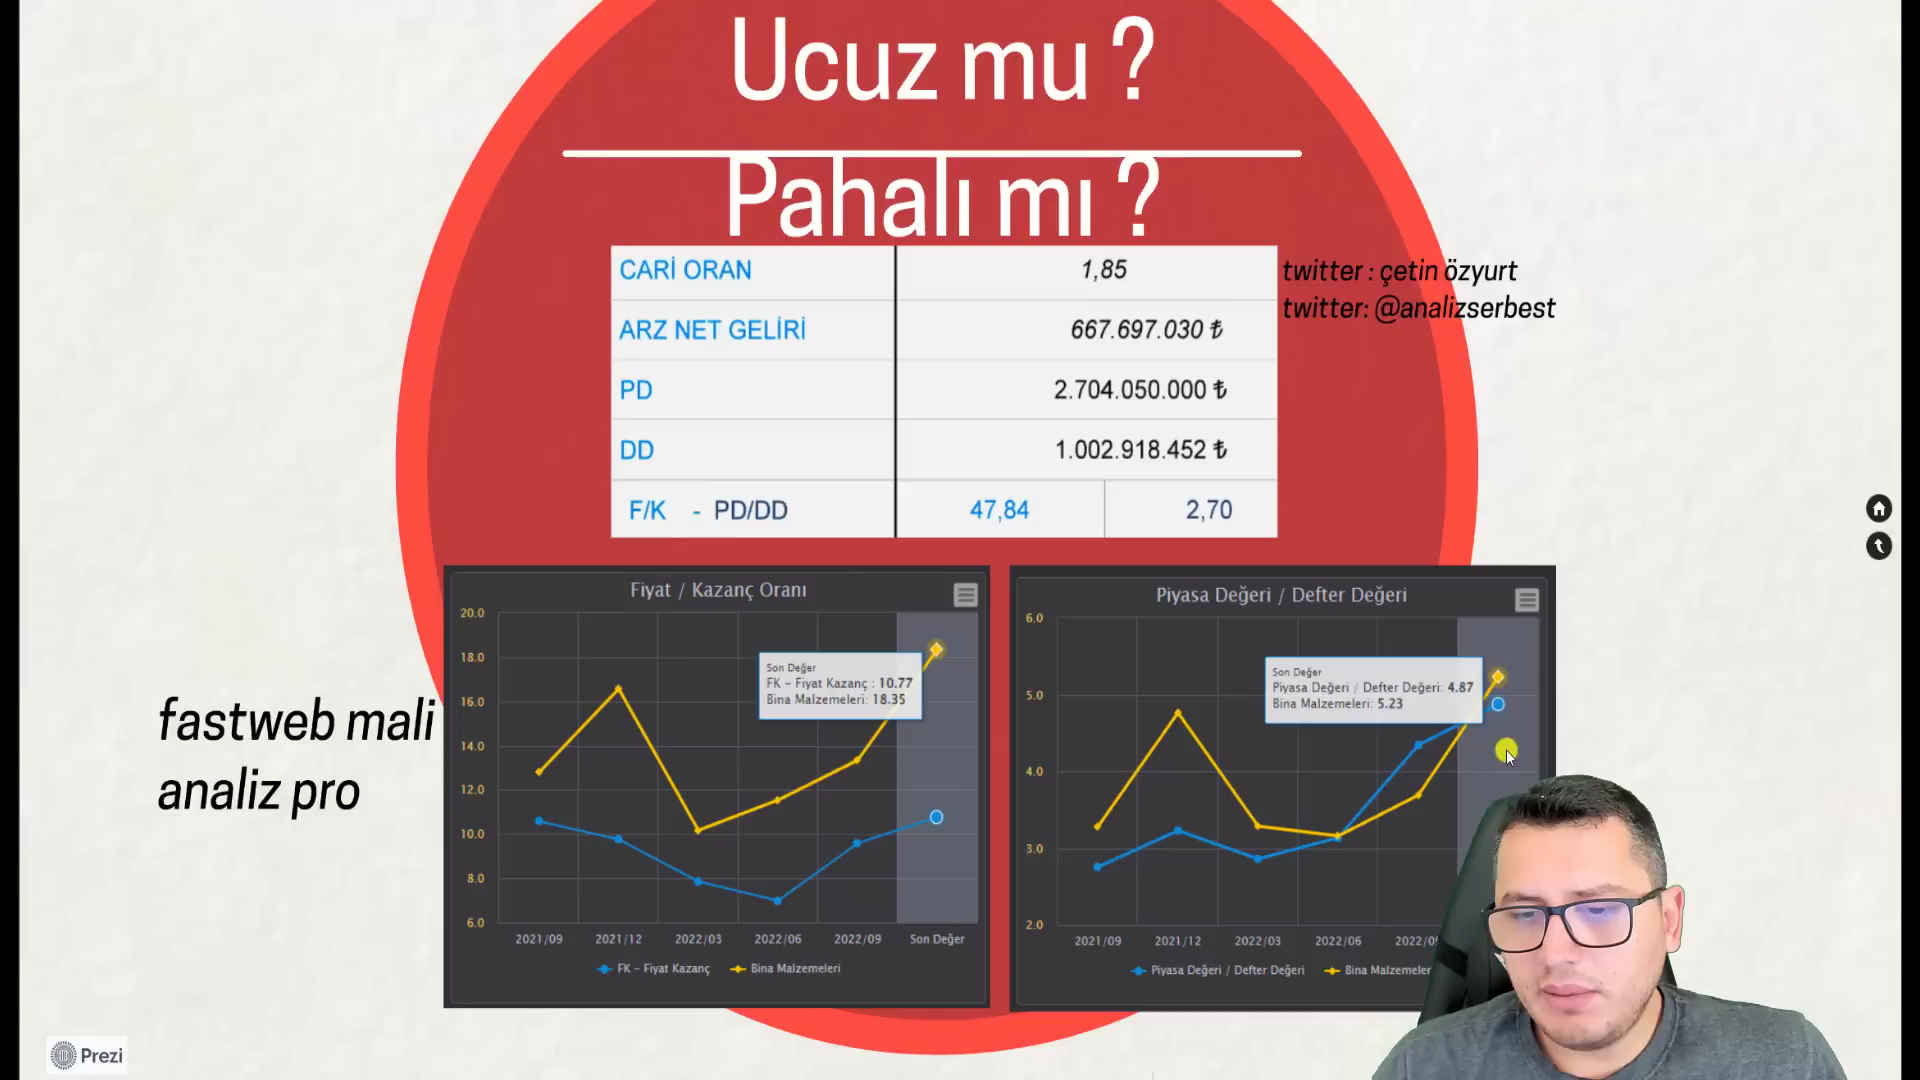 Ucuz mu ?
Pahalı mı ?
CARİ ORAN 1,85
ARZ NET GELİRİ 667.697.030 ₺
PD 2.704.050.000 ₺
DD 1.002.918.452 ₺
F/K - PD/DD 47,84 2,70
twitter : çetin özyurt
twitter: @analizserbest
fastweb mali
analiz pro
Fiyat / Kazanç Oranı
20.0
18.0
16.0
14.0
12.0
10.0
8.0
6.0
Son Değer
FK - Fiyat Kazanç : 10.77
Bina Malzemeleri: 18.35
2021/09 2021/12 2022/03 2022/06 2022/09 Son Değer
FK - Fiyat Kazanç Bina Malzemeleri
Piyasa Değeri / Defter Değeri
6.0
5.0
4.0
3.0
2.0
Son Değer
Piyasa Değeri / Defter Değeri: 4.87
Bina Malzemeleri: 5.23
2021/09 2021/12 2022/03 2022/06
Piyasa Değeri / Defter Değeri Bina
Prezi